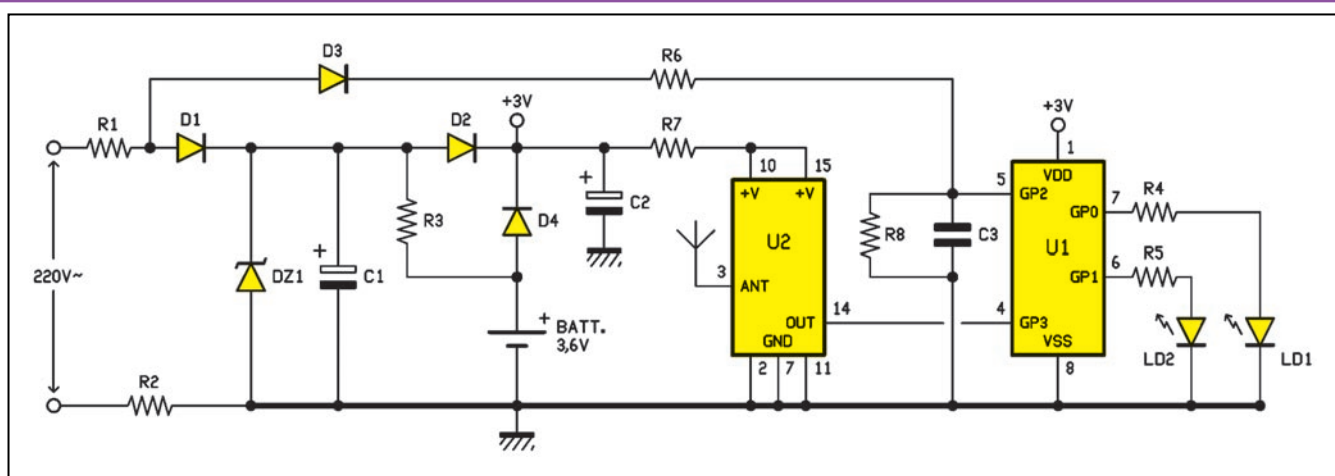 D3
R6
+3V
+3V
R1
D1
D2
R7
1
10
15
VDD
5
+V
+V
GP2
7
R4
+
C2
GP0
R3
D4
R8
C3
U2
U1
+
6
R5
220V~
DZ1
C1
3
ANT
GP1
+
BATT.
3,6V
OUT
14
4
GP3
GND
VSS
LD2
LD1
2
7
11
8
R2